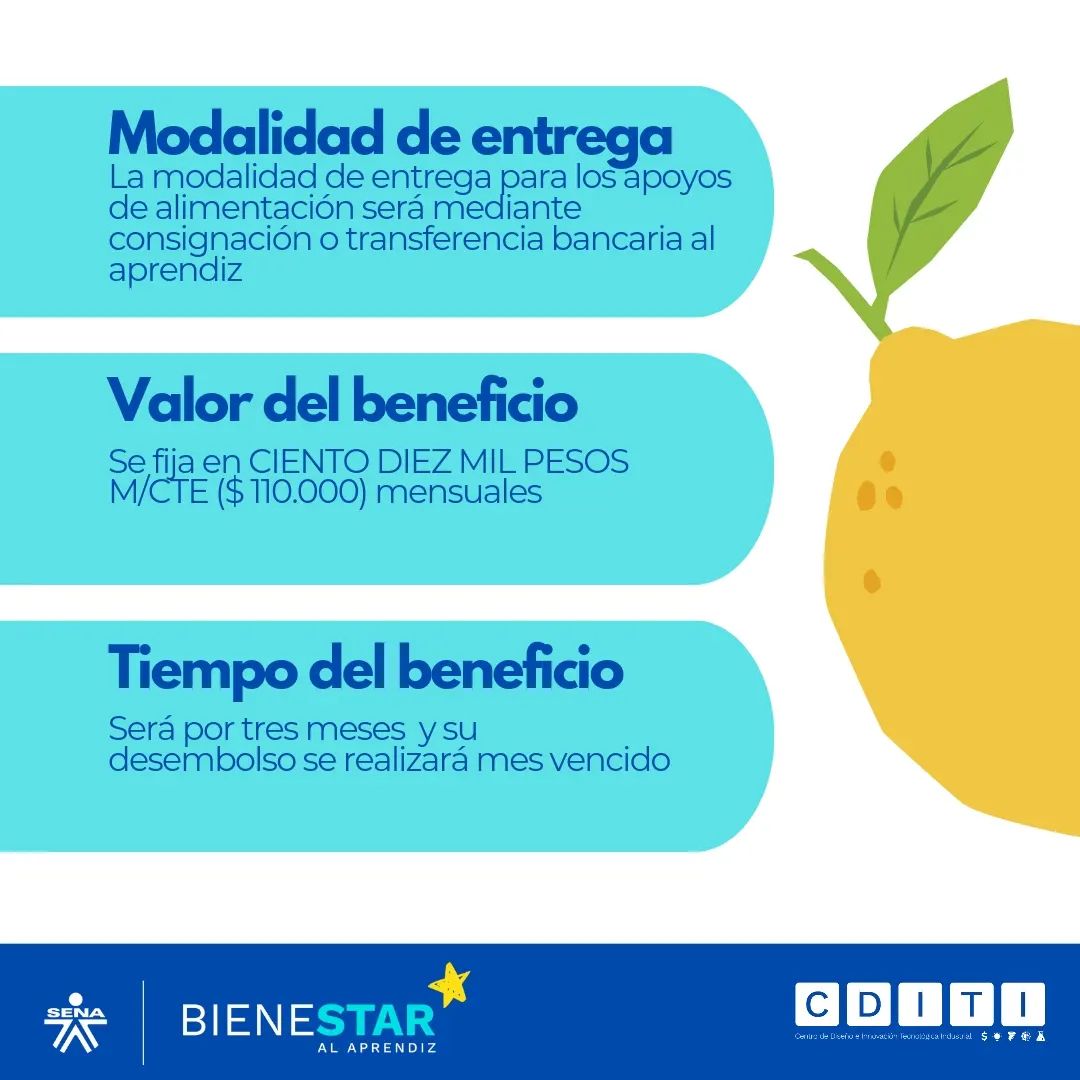 Modalidad de entrega
La modalidad de entrega para los apoyos
de alimentación será mediante
consignación o transferencia bancaria al
aprendiz
Valor del beneficio
Se fija en CIENTO DIEZ MIL PESOS
M/CTE ($ 110.000) mensuales
Tiempo del beneficio
Será por tres meses y su
desembolso se realizará mes vencido
SENA
BIENESTAR
AL APRENDIZ
CDITI
Centro de Diseño e Innovación Tecnológica Industrial